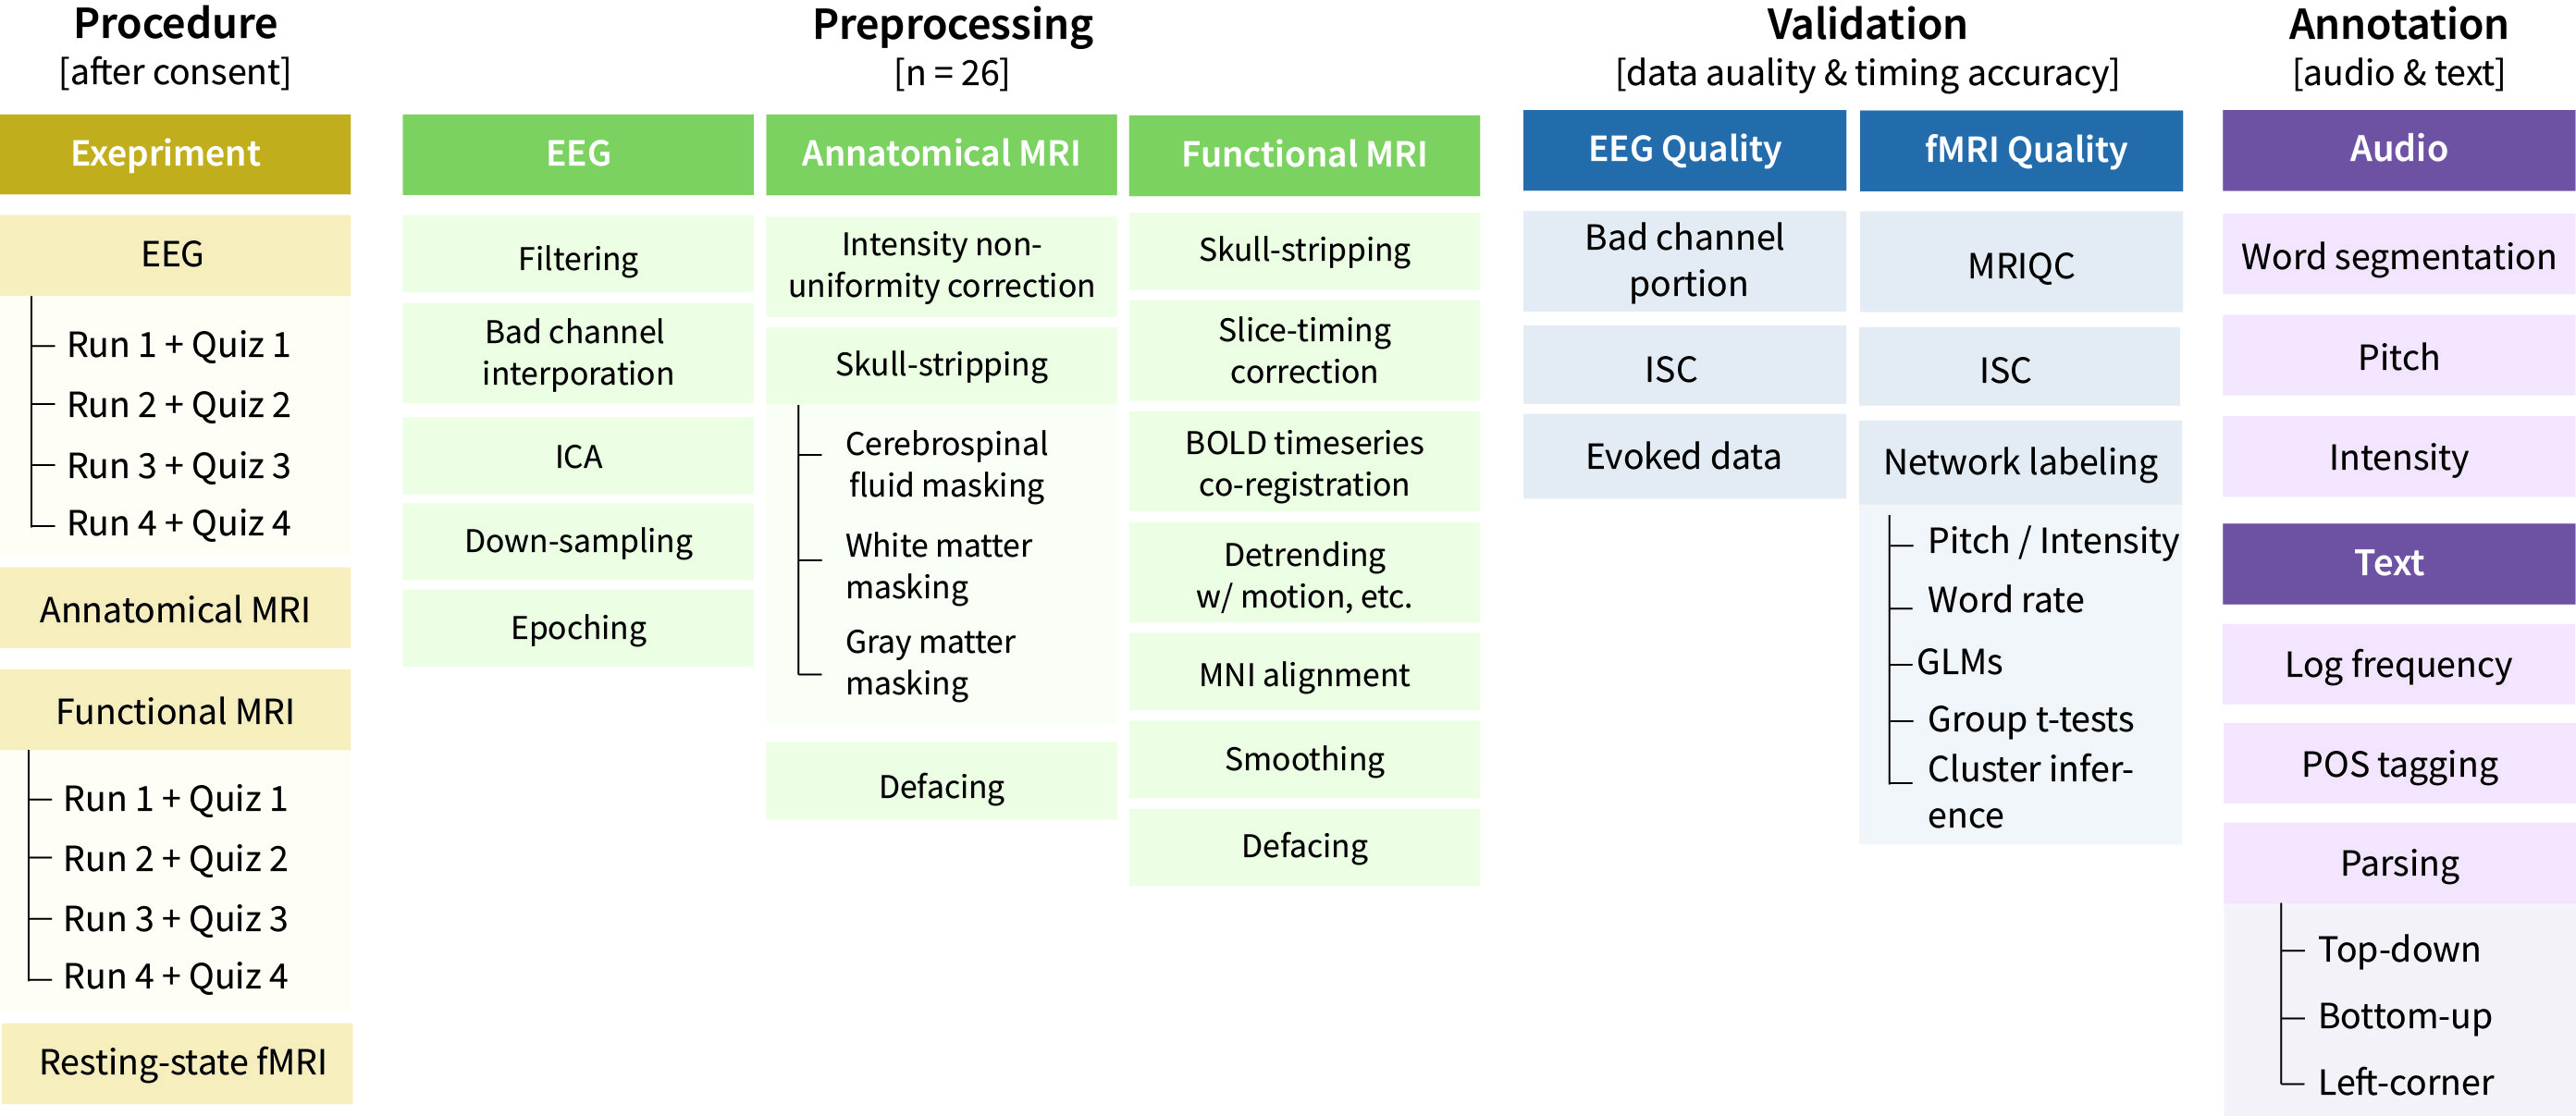 Procedure
[after consent]
Exepriment
EEG
Run 1 + Quiz 1
Run 2 + Quiz 2
Run 3 + Quiz 3
Run 4 + Quiz 4
Annatomical MRI
Functional MRI
Run 1 + Quiz 1
Run 2 + Quiz 2
Run 3 + Quiz 3
Run 4 + Quiz 4
Resting-state fMRI
Preprocessing
[n = 26]
EEG
Filtering
Bad channel
interporation
ICA
Down-sampling
Epoching
Annatomical MRI
Intensity non-
uniformity correction
Skull-stripping
Cerebrospinal
fluid masking
White matter
masking
Gray matter
masking
Defacing
Functional MRI
Skull-stripping
Slice-timing
correction
BOLD timeseries
co-registration
Detrending
w/ motion, etc.
MNI alignment
Smoothing
Defacing
Validation
[data auality & timing accuracy]
EEG Quality
Bad channel
portion
ISC
Evoked data
fMRI Quality
MRIQC
ISC
Network labeling
Pitch / Intensity
Word rate
GLMs
Group t-tests
Cluster infer-
ence
Annotation
[audio & text]
Audio
Word segmentation
Pitch
Intensity
Text
Log frequency
POS tagging
Parsing
Top-down
Bottom-up
Left-corner